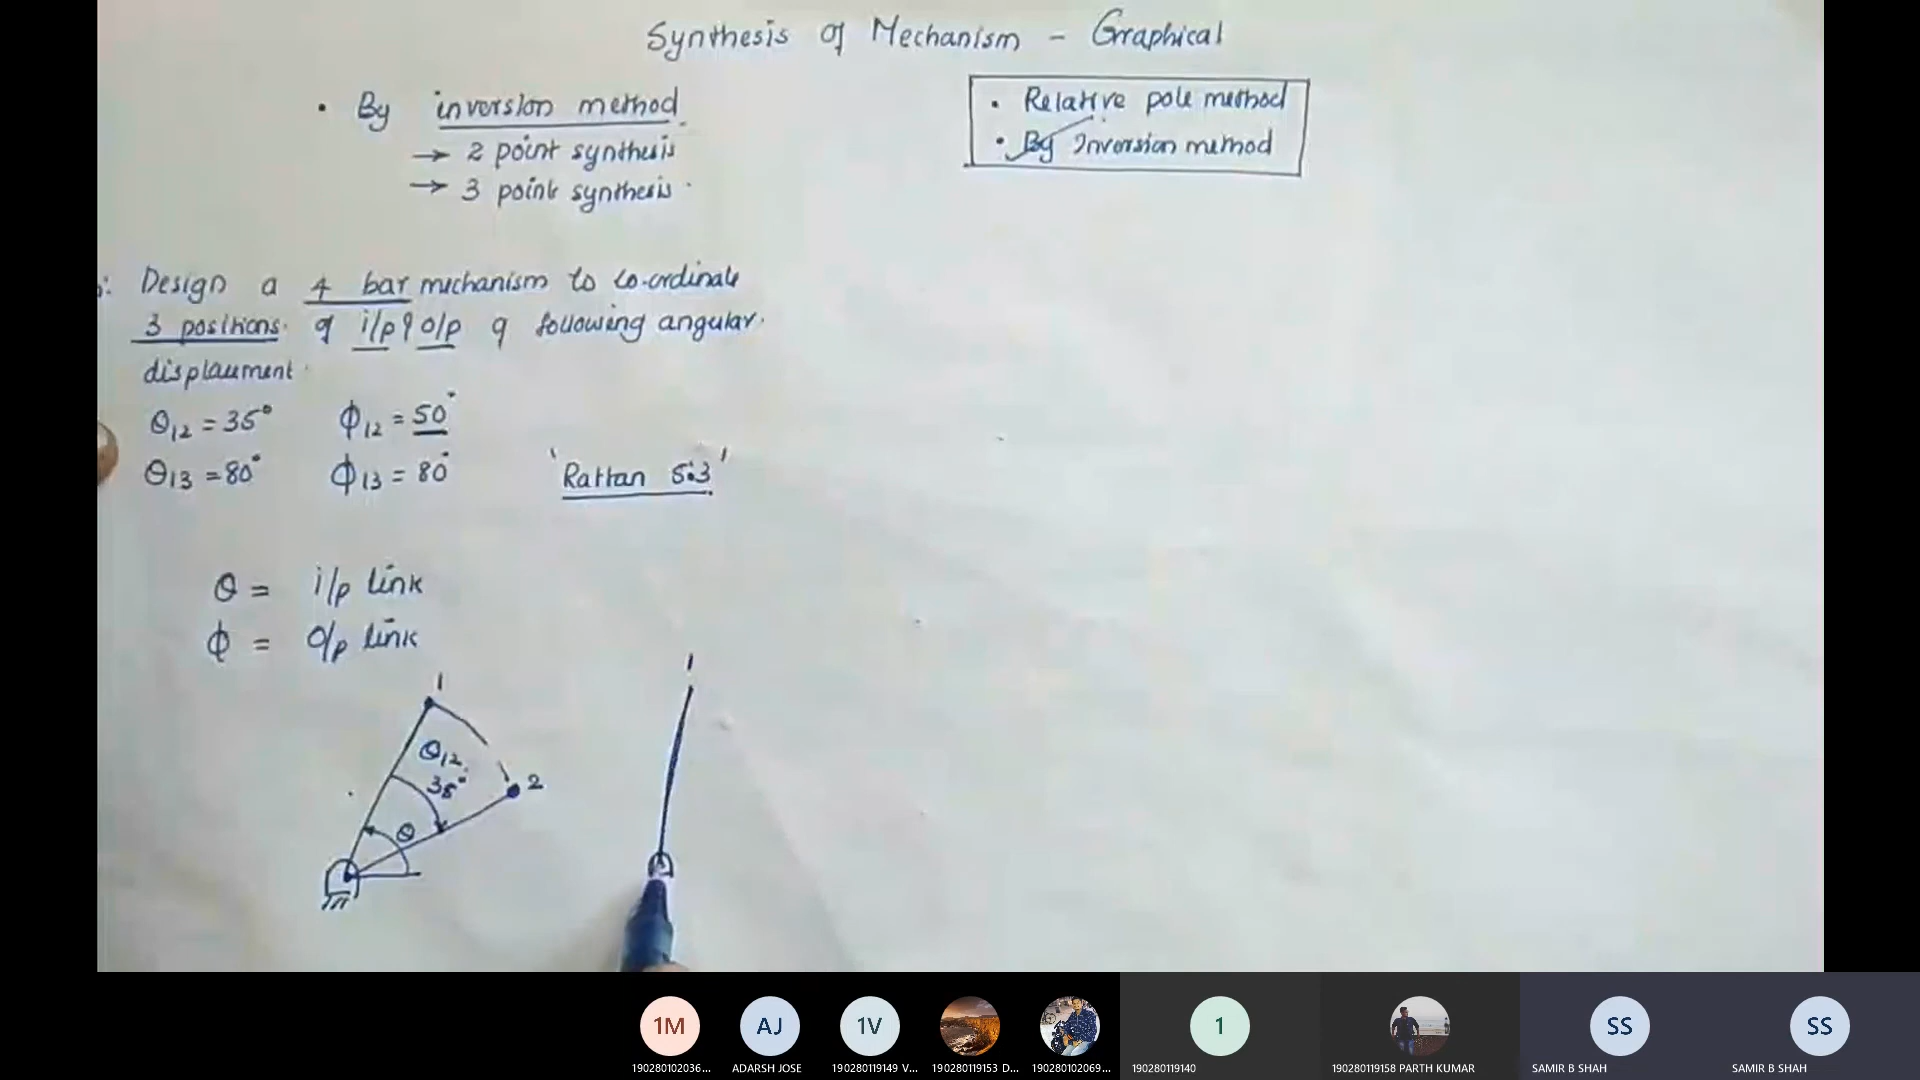 Synthesis of Mechanism - Graphical
• By inversion method
→ 2 point synthesis
→ 3 point synthesis
• Relative pole method
• By Inversion method
Design a 4 bar mechanism to co-ordinate
3 positions of i/p & o/p of following angular
displacement
θ12 = 35° ϕ12 = 50°
θ13 = 80° ϕ13 = 80°
'Rattan 5.3'
θ = i/p link
ϕ = o/p link
1
θ12
35°
2
θ
1
1M
AJ
1V
1
SS
SS
190280102036...
ADARSH JOSE
190280119149 V...
190280119153 D...
190280102069...
190280119140
190280119158 PARTH KUMAR
SAMIR B SHAH
SAMIR B SHAH